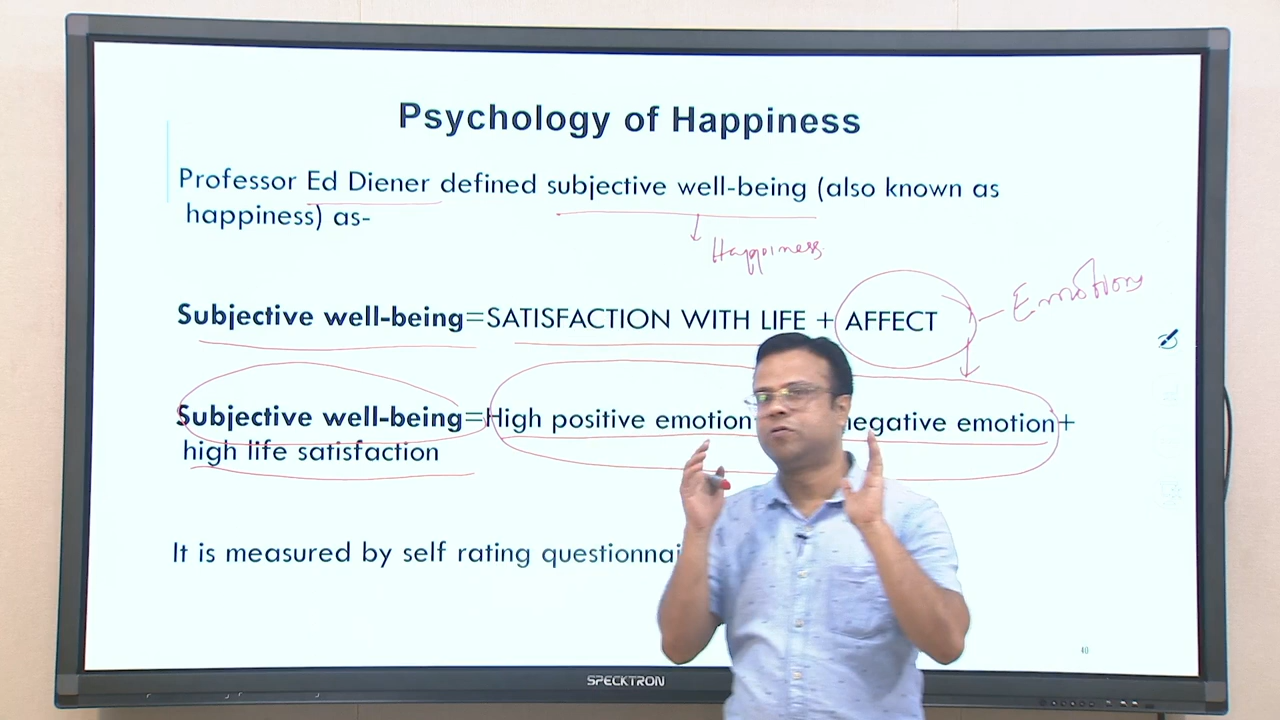 Psychology of Happiness
Professor Ed Diener defined subjective well-being (also known as
happiness) as-
Happiness
Subjective well-being=SATISFACTION WITH LIFE + AFFECT
Emotions
Subjective well-being=High positive emotion negative emotion+
high life satisfaction
It is measured by self rating
40
SPECKTRON